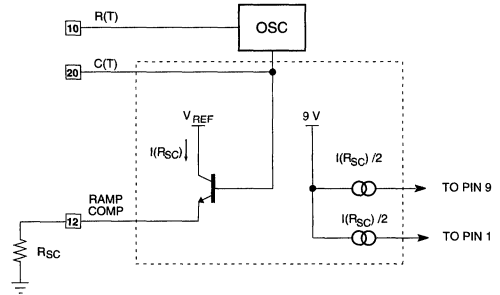 R(T)
10
OSC
C(T)
20
VREF
9 V
I(RSC)
I(RSC) /2
TO PIN 9
RAMP
COMP
12
I(RSC) /2
TO PIN 1
RSC